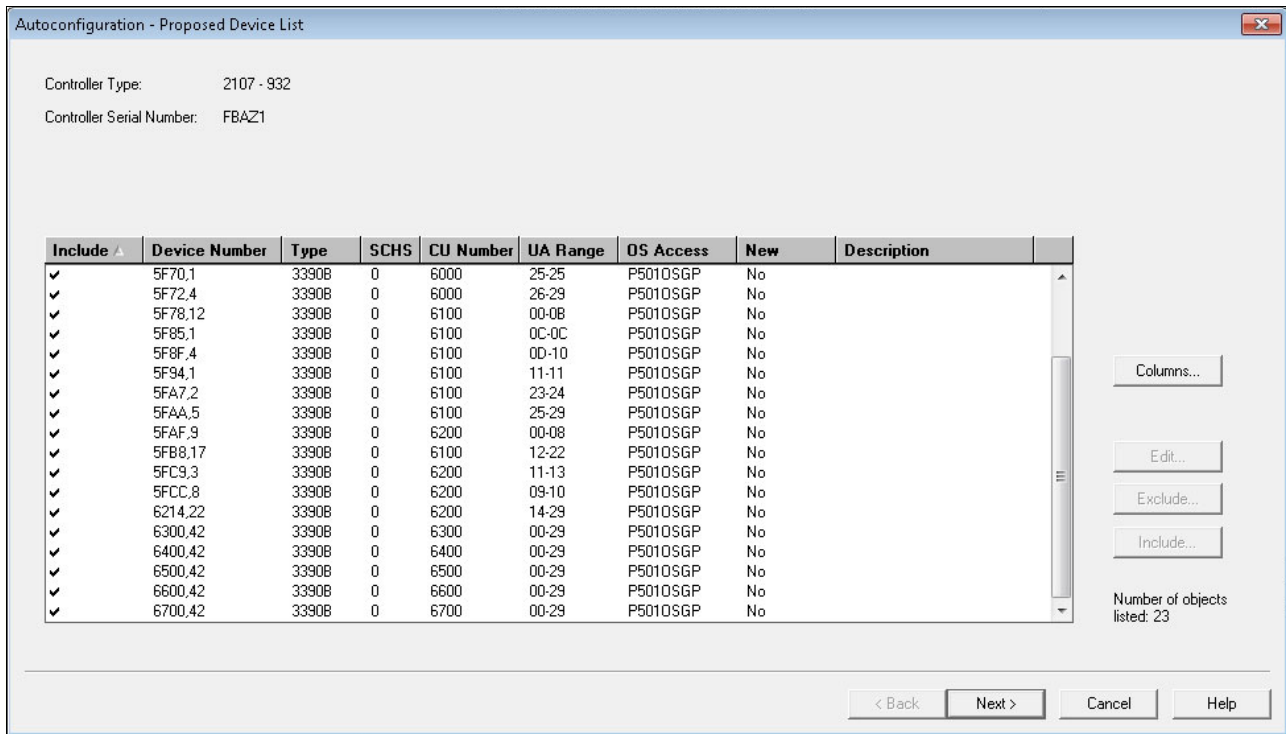 Autoconfiguration - Proposed Device List
Controller Type: 2107 - 932
Controller Serial Number: FBAZ1
Include Device Number Type SCHS CU Number UA Range OS Access New Description
5F70,1 3390B 0 6000 25-25 P501OSGP No
5F72,4 3390B 0 6000 26-29 P501OSGP No
5F78,12 3390B 0 6100 00-0B P501OSGP No
5F85,1 3390B 0 6100 0C-0C P501OSGP No
5F8F,4 3390B 0 6100 0D-10 P501OSGP No
5F94,1 3390B 0 6100 11-11 P501OSGP No
5FA7,2 3390B 0 6100 23-24 P501OSGP No
5FAA,5 3390B 0 6100 25-29 P501OSGP No
5FAF,9 3390B 0 6200 00-08 P501OSGP No
5FB8,17 3390B 0 6100 12-22 P501OSGP No
5FC9,3 3390B 0 6200 11-13 P501OSGP No
5FCC,8 3390B 0 6200 09-10 P501OSGP No
6214,22 3390B 0 6200 14-29 P501OSGP No
6300,42 3390B 0 6300 00-29 P501OSGP No
6400,42 3390B 0 6400 00-29 P501OSGP No
6500,42 3390B 0 6500 00-29 P501OSGP No
6600,42 3390B 0 6600 00-29 P501OSGP No
6700,42 3390B 0 6700 00-29 P501OSGP No
Columns...
Edit...
Exclude...
Include...
Number of objects
listed: 23
< Back Next > Cancel Help